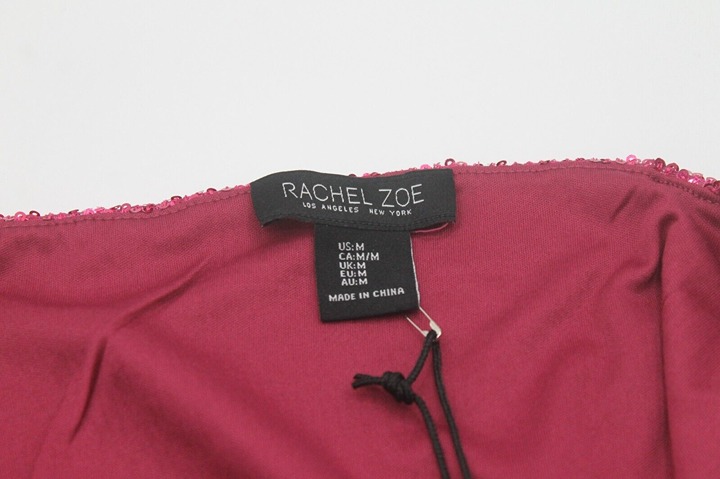 RACHEL ZOE
LOS ANGELES NEW YORK
US:M
CA:M/M
UK:M
EU:M
AU:M
MADE IN CHINA